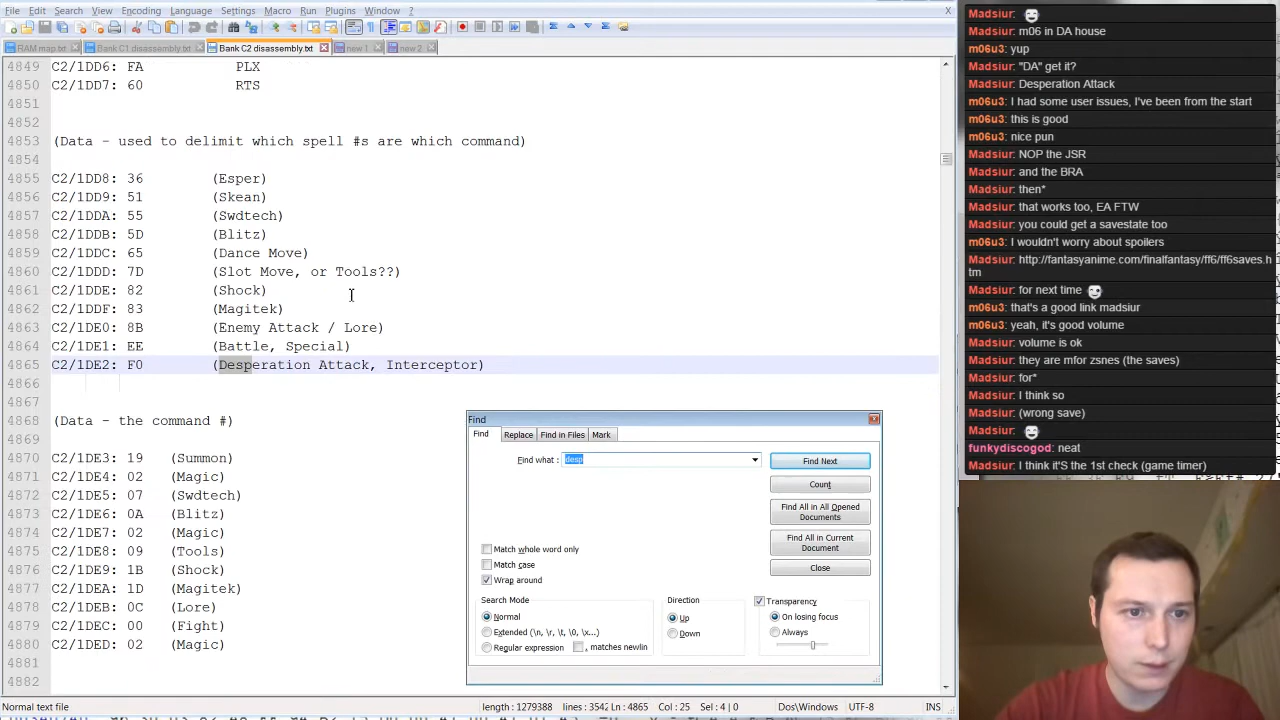 File Edit Search View Encoding Language Settings Macro Run Plugins Window ?
X
RAM map.txt Bank C1 disassembly.txt Bank C2 disassembly.txt new 1 new 2
4849 C2/1DD6: FA PLX
4850 C2/1DD7: 60 RTS
4851
4852
4853 (Data - used to delimit which spell #s are which command)
4854
4855 C2/1DD8: 36 (Esper)
4856 C2/1DD9: 51 (Skean)
4857 C2/1DDA: 55 (Swdtech)
4858 C2/1DDB: 5D (Blitz)
4859 C2/1DDC: 65 (Dance Move)
4860 C2/1DDD: 7D (Slot Move, or Tools??)
4861 C2/1DDE: 82 (Shock)
4862 C2/1DDF: 83 (Magitek)
4863 C2/1DE0: 8B (Enemy Attack / Lore)
4864 C2/1DE1: EE (Battle, Special)
4865 C2/1DE2: F0 (Desperation Attack, Interceptor)
4866
4867
4868 (Data - the command #)
4869
4870 C2/1DE3: 19 (Summon)
4871 C2/1DE4: 02 (Magic)
4872 C2/1DE5: 07 (Swdtech)
4873 C2/1DE6: 0A (Blitz)
4874 C2/1DE7: 02 (Magic)
4875 C2/1DE8: 09 (Tools)
4876 C2/1DE9: 1B (Shock)
4877 C2/1DEA: 1D (Magitek)
4878 C2/1DEB: 0C (Lore)
4879 C2/1DEC: 00 (Fight)
4880 C2/1DED: 02 (Magic)
4881
4882
Find
Find Replace Find in Files Mark
Find what : desp
Find Next
Count
Find All in All Opened
Documents
Find All in Current
Document
Close
Match whole word only
Match case
Wrap around
Search Mode
Normal
Extended (\n, \r, \t, \0, \x...)
Regular expression
. matches newlin
Direction
Up
Down
Transparency
On losing focus
Always
Normal text file length : 1279388 Ln : 4865 Col : 25 Sel : 4 | 0 Dos\Windows UTF-8 INS
Madsiur:
Madsiur: m06 in DA house
m06u3: yup
Madsiur: "DA" get it?
Madsiur: Desperation Attack
m06u3: I had some user issues, I've been from the start
m06u3: this is good
m06u3: nice pun
Madsiur: NOP the JSR
Madsiur: and the BRA
Madsiur: then*
Madsiur: that works too, EA FTW
Madsiur: you could get a savestate too
m06u3: I wouldn't worry about spoilers
Madsiur: http://fantasyanime.com/finalfantasy/ff6/ff6saves.h
tm
Madsiur: for next time
m06u3: that's a good link madsiur
m06u3: yeah, it's good volume
Madsiur: volume is ok
Madsiur: they are mfor zsnes (the saves)
Madsiur: for*
Madsiur: I think so
Madsiur: (wrong save)
Madsiur:
funkydiscogod: neat
Madsiur: I think it'S the 1st check (game timer)